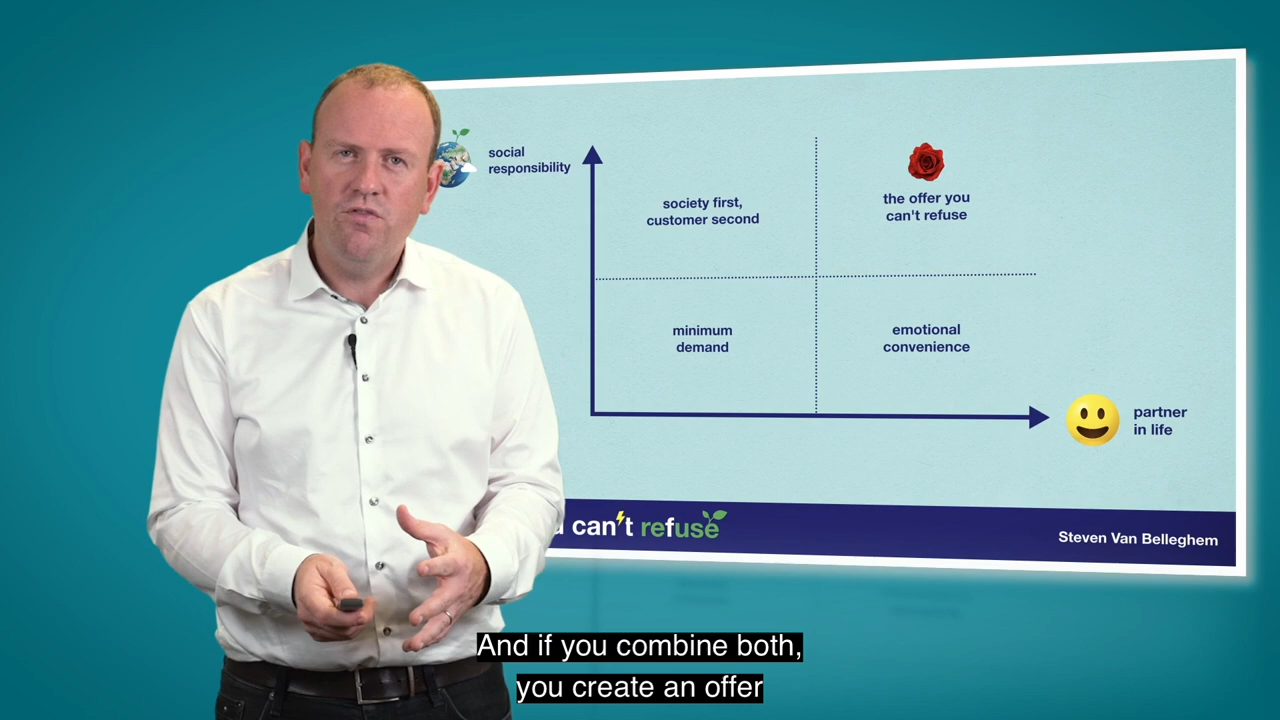 social
responsibility
society first,
customer second
the offer you
can't refuse
minimum
demand
emotional
convenience
partner
in life
can't refuse
Steven Van Belleghem
And if you combine both,
you create an offer